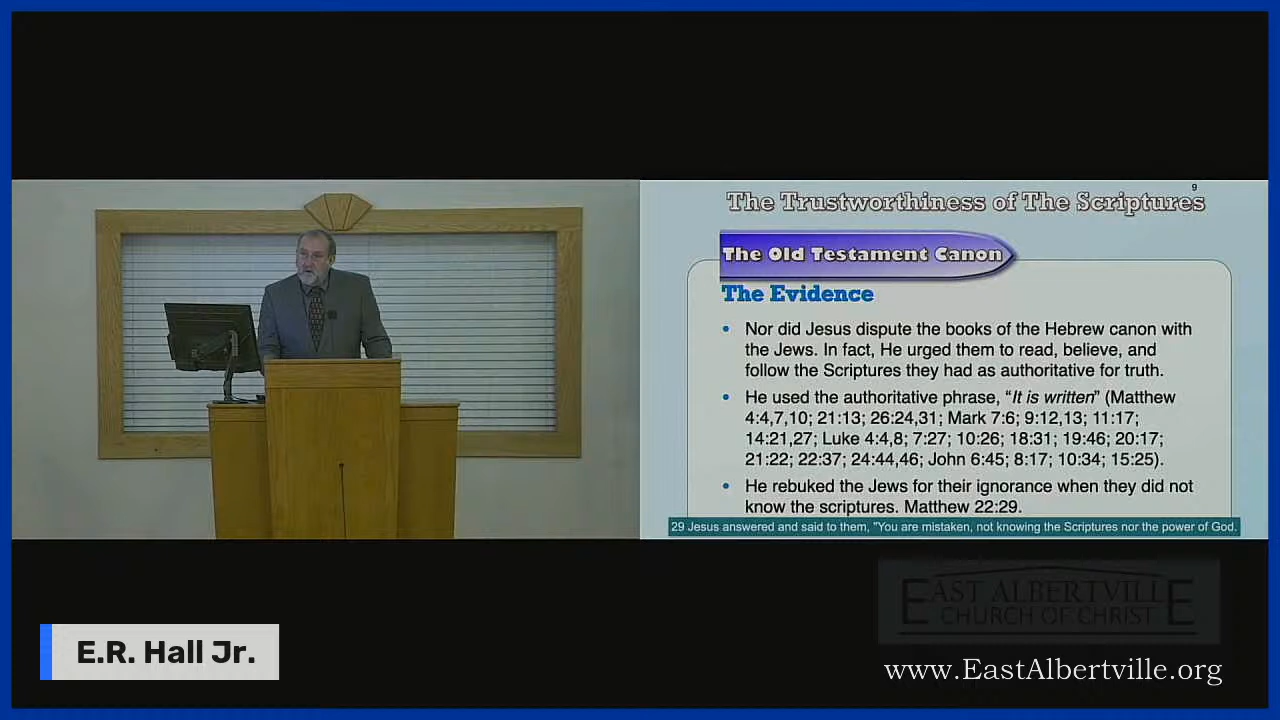 9
The Trustworthiness of The Scriptures
The Old Testament Canon
The Evidence
• Nor did Jesus dispute the books of the Hebrew canon with
the Jews. In fact, He urged them to read, believe, and
follow the Scriptures they had as authoritative for truth.
• He used the authoritative phrase, “It is written” (Matthew
4:4,7,10; 21:13; 26:24,31; Mark 7:6; 9:12,13; 11:17;
14:21,27; Luke 4:4,8; 7:27; 10:26; 18:31; 19:46; 20:17;
21:22; 22:37; 24:44,46; John 6:45; 8:17; 10:34; 15:25).
• He rebuked the Jews for their ignorance when they did not
know the scriptures. Matthew 22:29.
29 Jesus answered and said to them, "You are mistaken, not knowing the Scriptures nor the power of God.
EAST ALBERTVILLE
CHURCH OF CHRIST
E.R. Hall Jr.
www.EastAlbertville.org